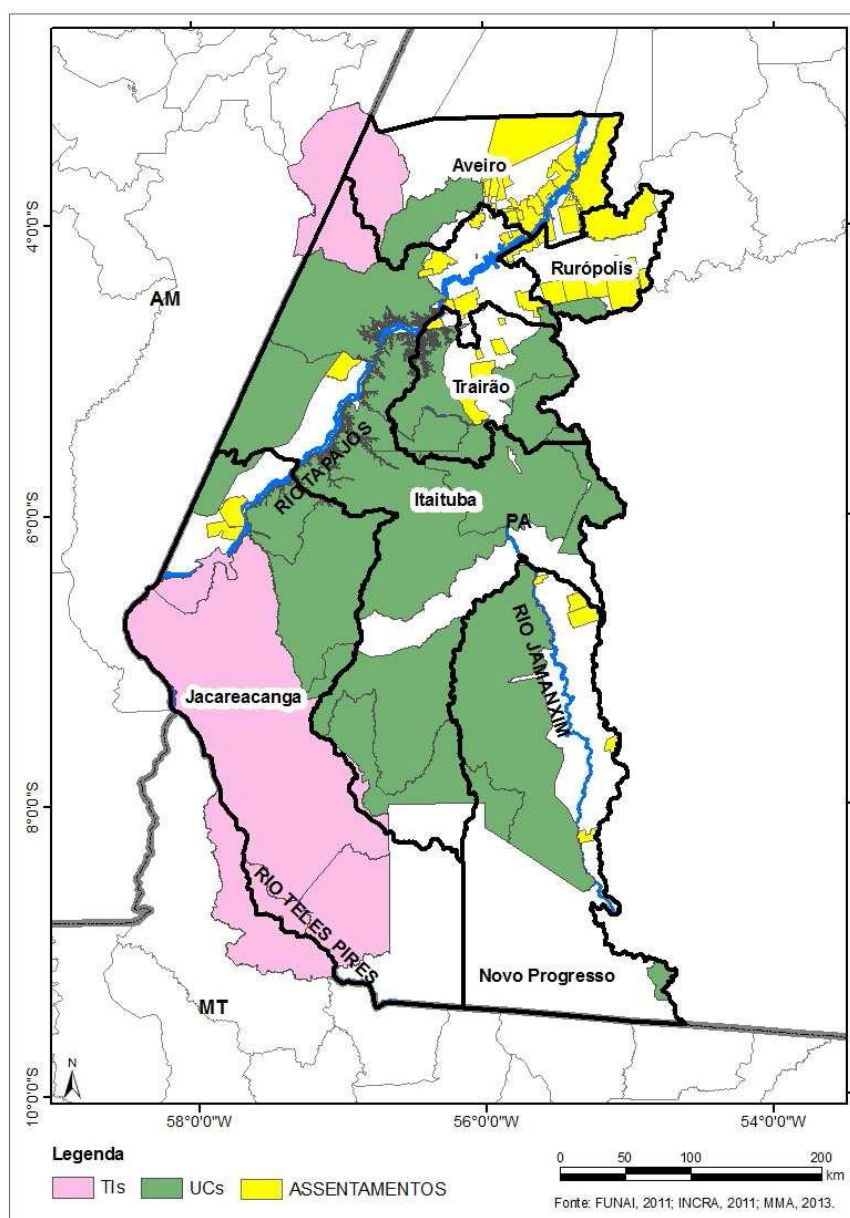 Aveiro
4°0'0"S
Rurópolis
AM
Trairão
RIO TAPAJÓS
Itaituba
6°0'0"S
PA
RIO JAMANXIM
Jacareacanga
8°0'0"S
RIO TELES PIRES
Novo Progresso
MT
N
10°0'0"S
58°0'0"W
56°0'0"W
54°0'0"W
Legenda
0 50 100 200
km
TIs UCs ASSENTAMENTOS
Fonte: FUNAI, 2011; INCRA, 2011; MMA, 2013.